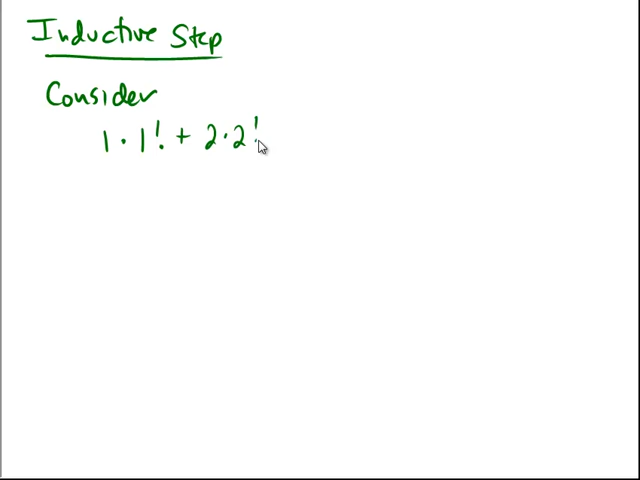 Inductive Step
Consider
1 · 1! + 2 · 2!